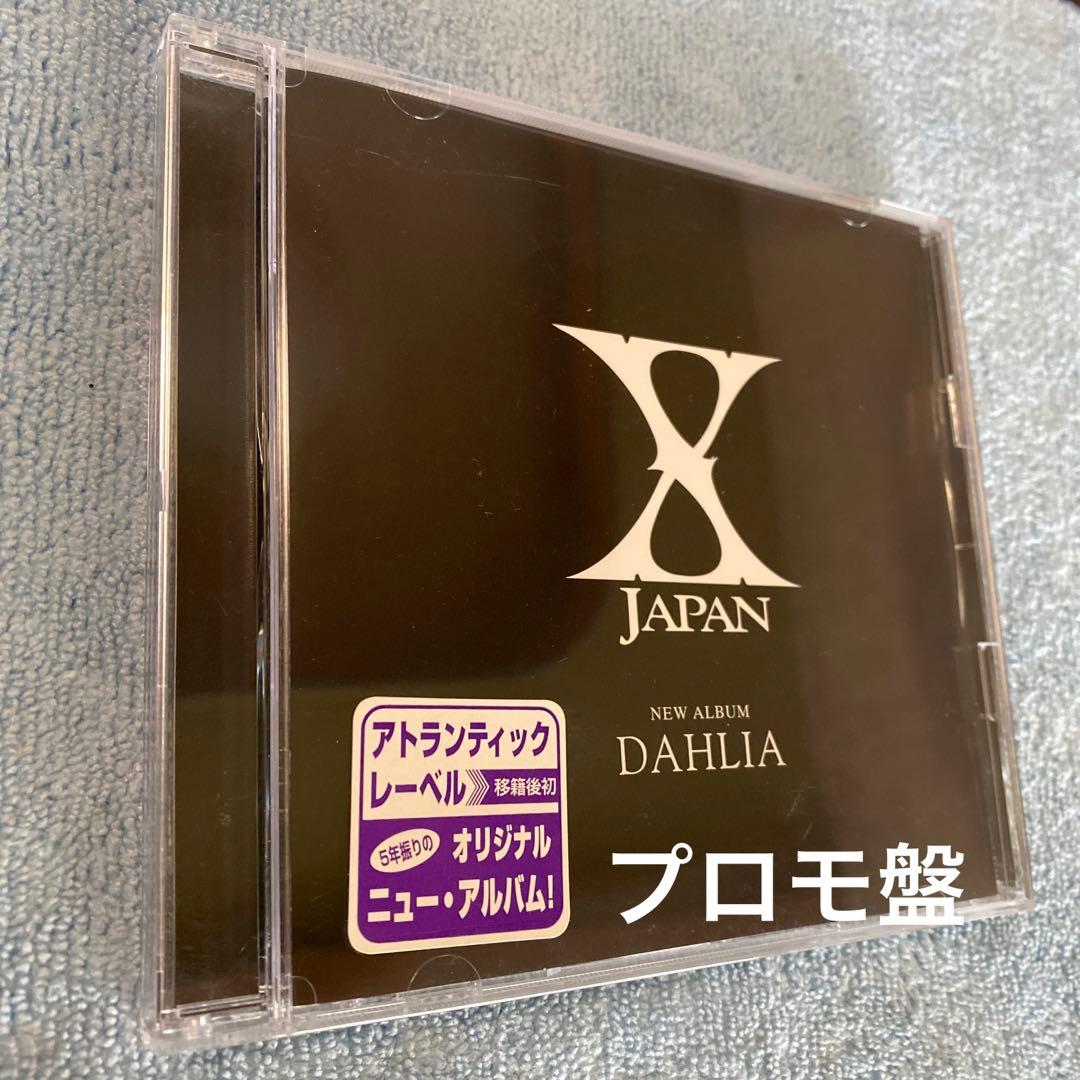 X
JAPAN
NEW ALBUM
DAHLIA
アトランティック
レーベル 移籍後初
5年振りの オリジナル
ニュー・アルバム!
プロモ盤